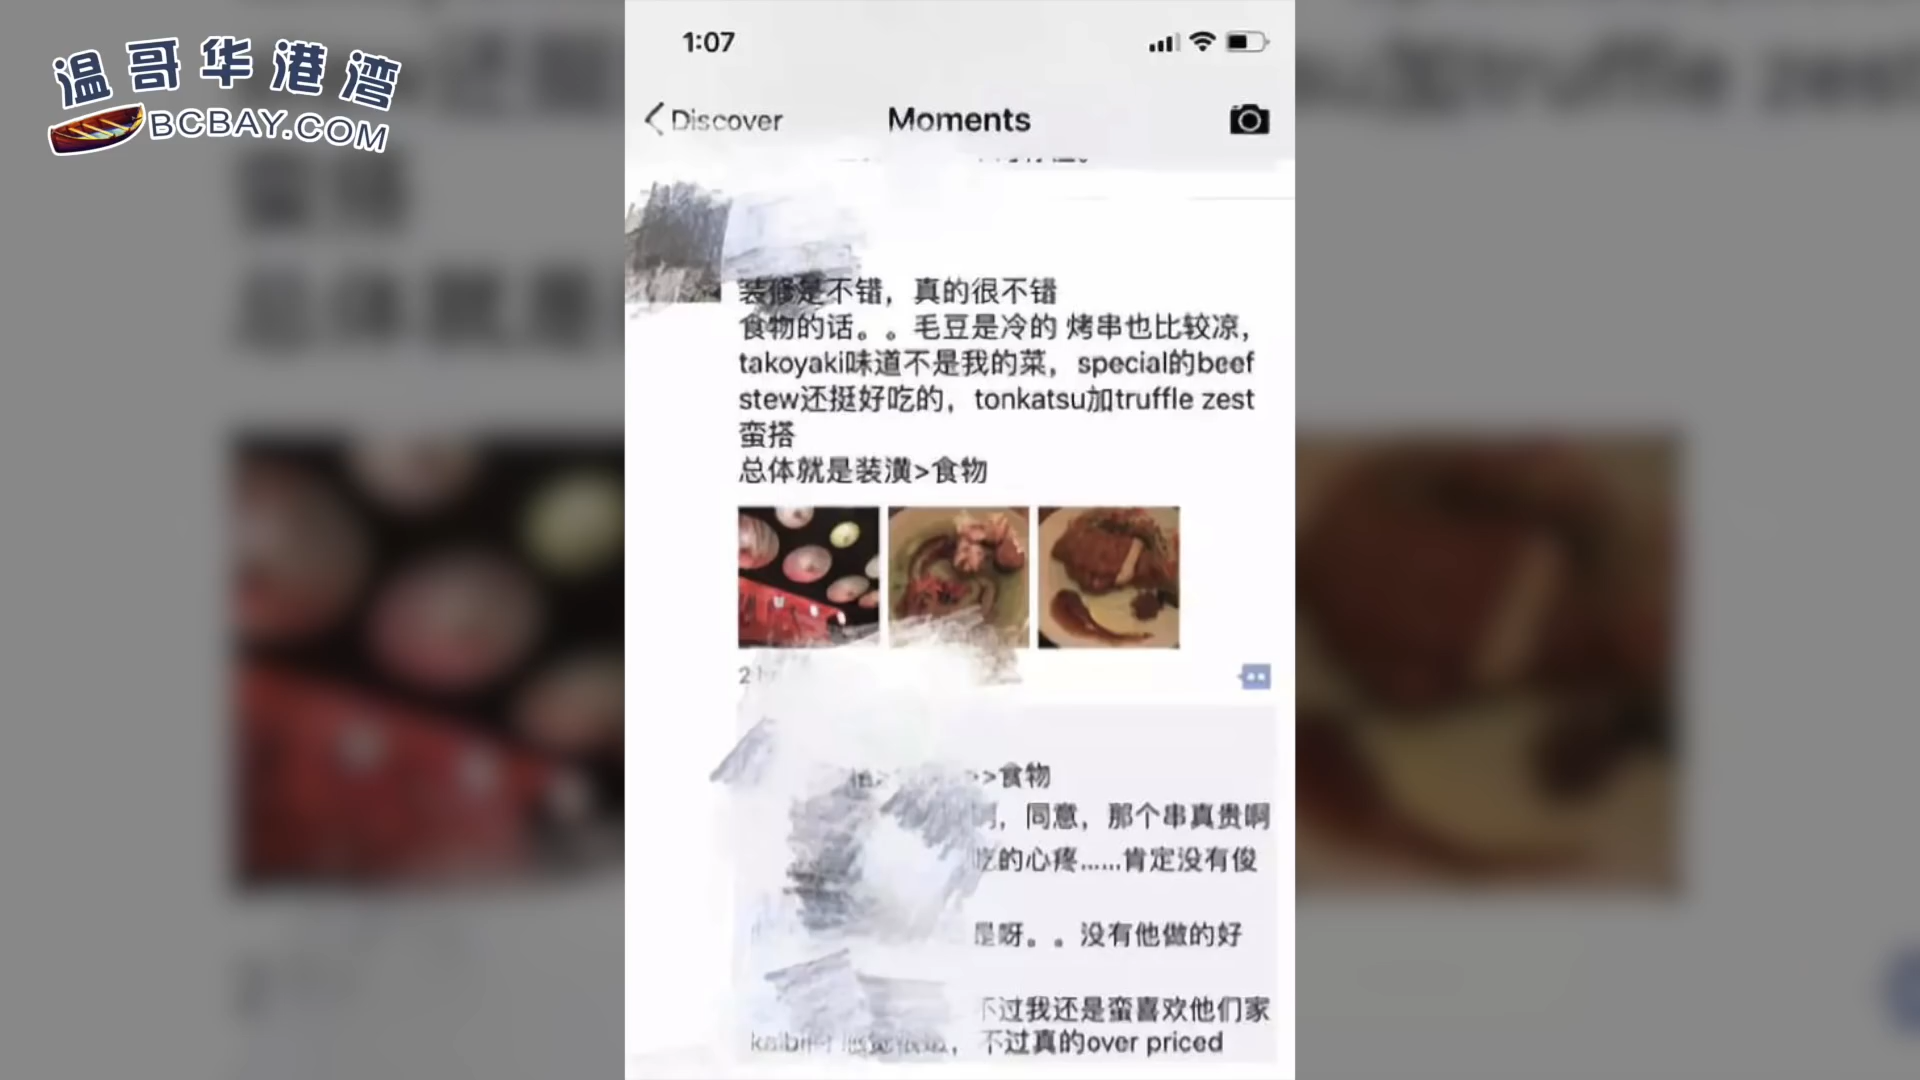 温哥华港湾
BCBAY.COM
1:07
Discover
Moments
装修是不错，真的很不错
食物的话。。毛豆是冷的 烤串也比较凉，
takoyaki味道不是我的菜，special的beef
stew还挺好吃的，tonkatsu加truffle zest
蛮搭
总体就是装潢>食物
>>食物
，同意，那个串真贵啊
吃的心疼......肯定没有俊
是呀。。没有他做的好
不过我还是蛮喜欢他们家
kalbi，不过真的over priced